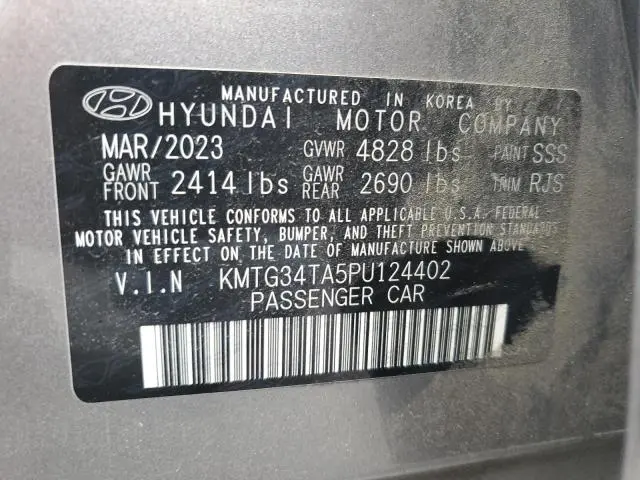 MANUFACTURED IN KOREA BY
HYUNDAI MOTOR COMPANY
MAR/2023 GVWR 4828 lbs PAINT SSS
GAWR FRONT 2414 lbs GAWR REAR 2690 lbs TRIM RJS
THIS VEHICLE CONFORMS TO ALL APPLICABLE U.S.A. FEDERAL
MOTOR VEHICLE SAFETY, BUMPER, AND THEFT PREVENTION STANDARDS
IN EFFECT ON THE DATE OF MANUFACTURE SHOWN ABOVE
V.I.N KMTG34TA5PU124402
PASSENGER CAR